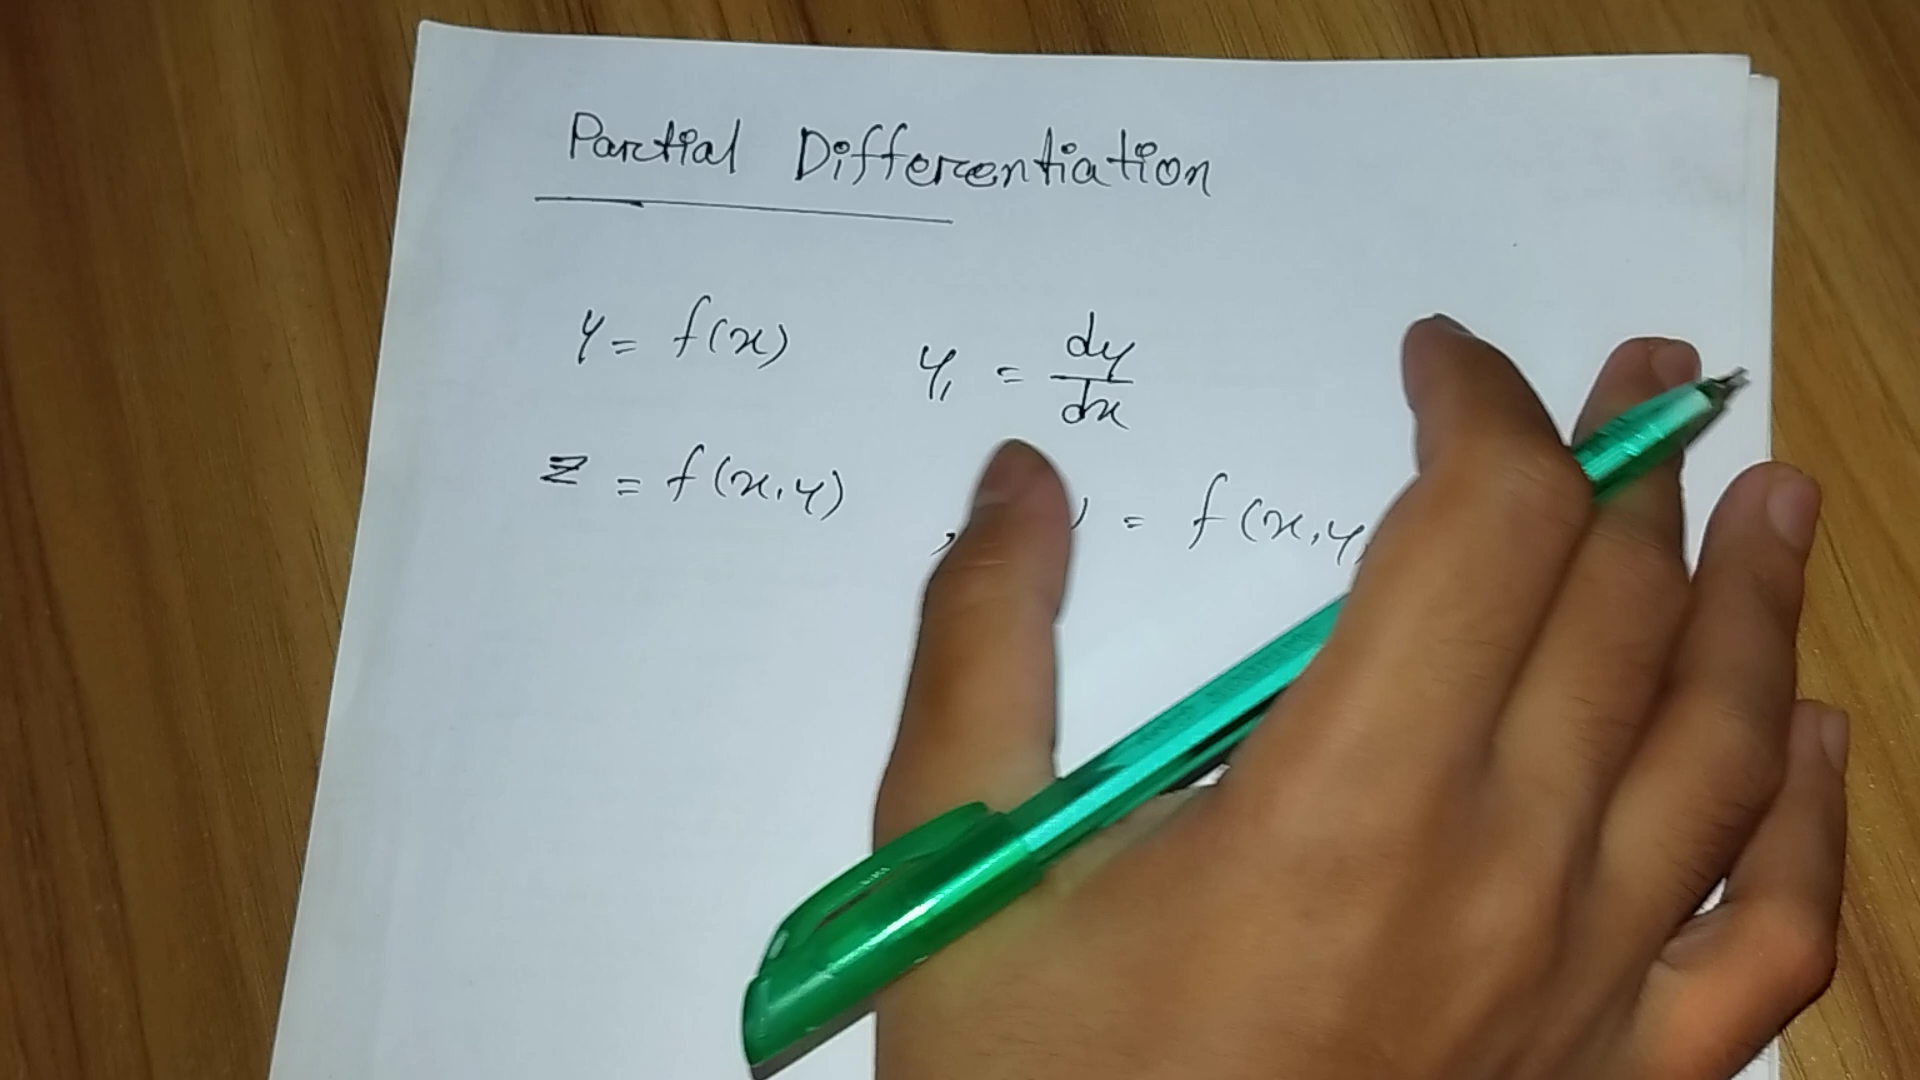 Partial Differentiation
y = f(x) y₁ = dy/dx
z = f(x,y) , = f(x,y,